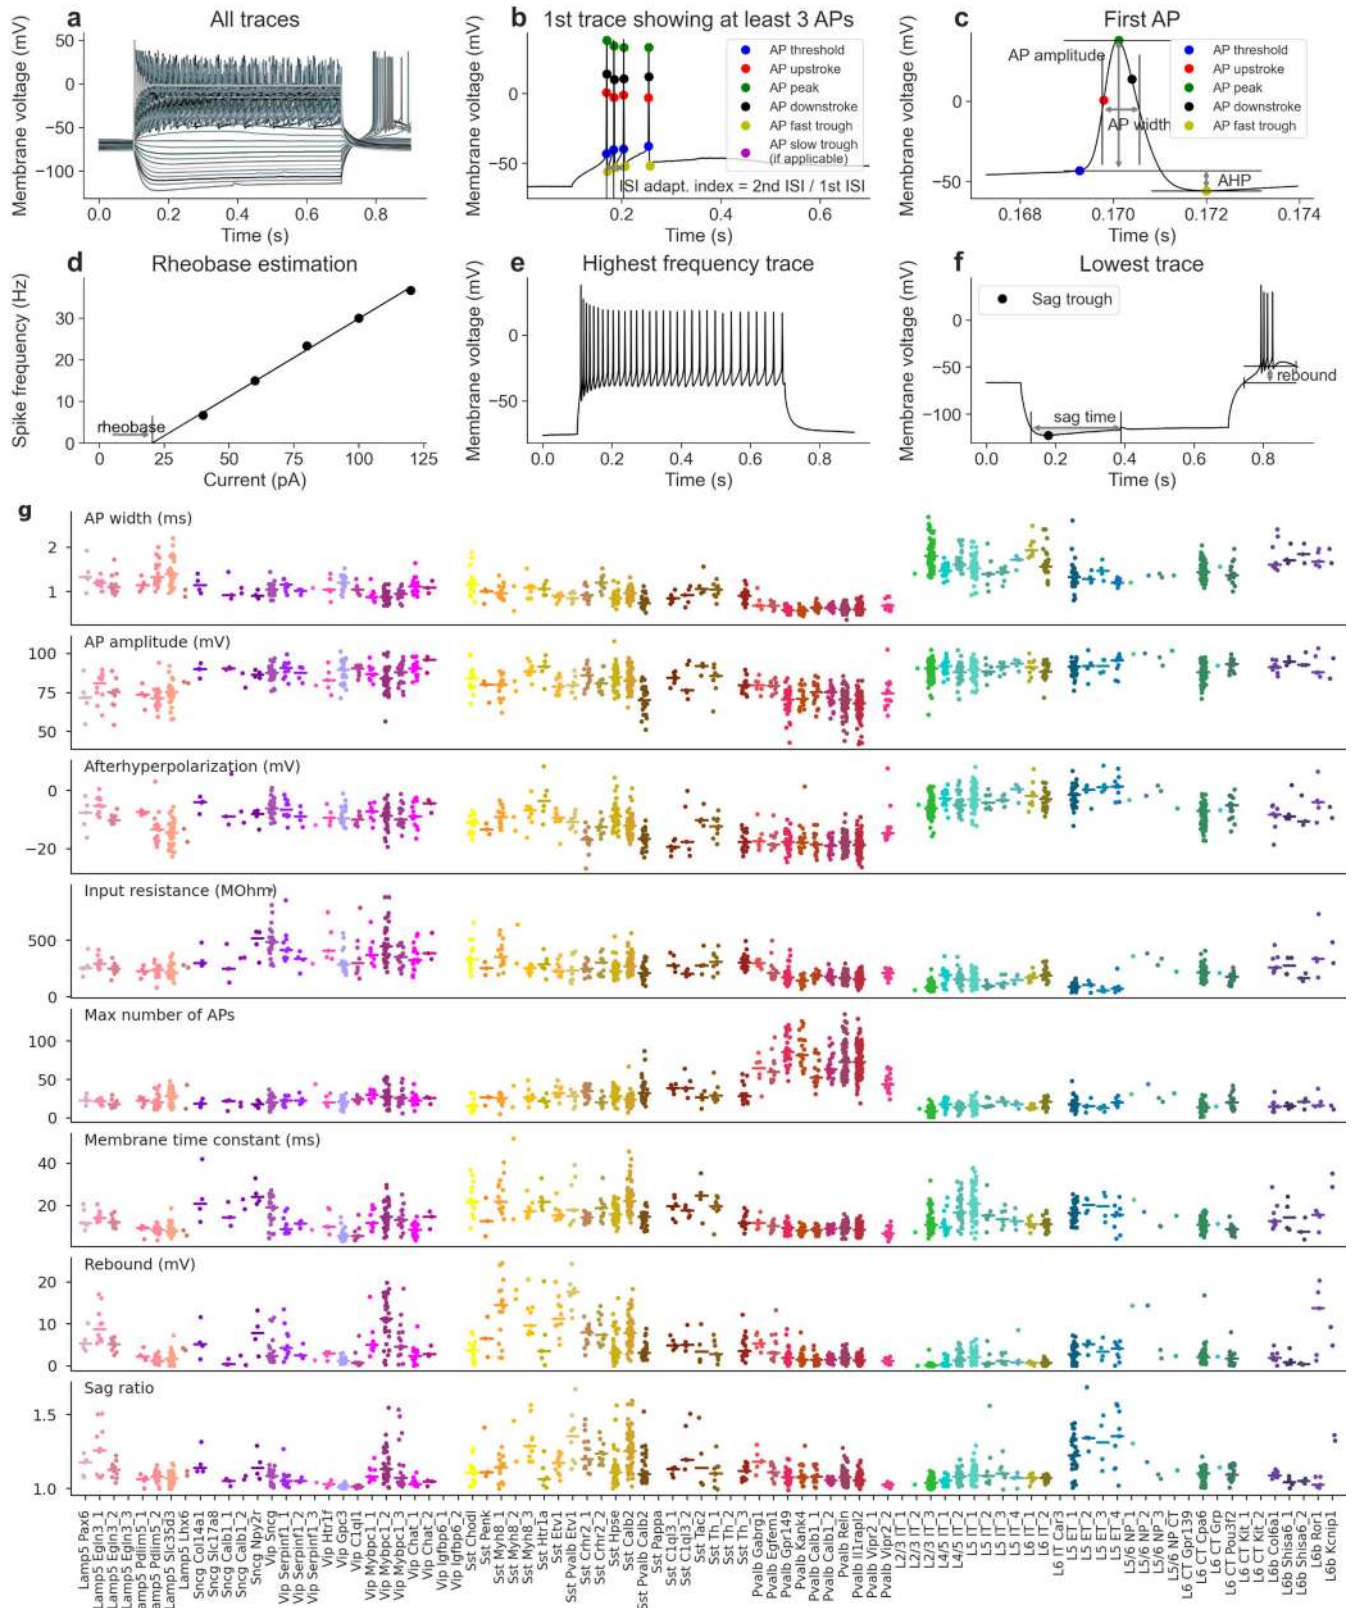 a
All traces
Membrane voltage (mV)
50
0
−50
−100
0.0
0.2
0.4
0.6
0.8
Time (s)
b
1st trace showing at least 3 APs
Membrane voltage (mV)
0
−50
AP threshold
AP upstroke
AP peak
AP downstroke
AP fast trough
AP slow trough
(if applicable)
ISI adapt. index = 2nd ISI / 1st ISI
0.2
0.4
0.6
Time (s)
c
First AP
Membrane voltage (mV)
0
−50
AP amplitude
AP width
AHP
AP threshold
AP upstroke
AP peak
AP downstroke
AP fast trough
0.168
0.170
0.172
0.174
Time (s)
d
Rheobase estimation
Spike frequency (Hz)
30
20
10
0
rheobase
0
25
50
75
100
125
Current (pA)
e
Highest frequency trace
Membrane voltage (mV)
0
−50
0.0
0.2
0.4
0.6
0.8
Time (s)
f
Lowest trace
Membrane voltage (mV)
0
−50
−100
Sag trough
rebound
sag time
0.0
0.2
0.4
0.6
0.8
Time (s)
g
AP width (ms)
2
1
AP amplitude (mV)
100
75
50
Afterhyperpolarization (mV)
0
−20
Input resistance (MOhm)
500
0
Max number of APs
100
50
0
Membrane time constant (ms)
40
20
Rebound (mV)
20
10
0
Sag ratio
1.5
1.0
Lamp5 Pax6
Lamp5 Egln3_1
Lamp5 Egln3_2
Lamp5 Egln3_3
Lamp5 Pdlim5_1
Lamp5 Pdlim5_2
Lamp5 Slc35d3
Lamp5 Lhx6
Sncg Col14a1
Sncg Slc17a8
Sncg Calb1_1
Sncg Calb1_2
Sncg Npy2r
Vip Sncg
Vip Serpinf1_1
Vip Serpinf1_2
Vip Serpinf1_3
Vip Htr1f
Vip Gpc3
Vip C1ql1
Vip Mybpc1_1
Vip Mybpc1_2
Vip Mybpc1_3
Vip Chat_1
Vip Chat_2
Vip Igfbp6_1
Vip Igfbp6_2
Sst Chodl
Sst Penk
Sst Myh8_1
Sst Myh8_2
Sst Myh8_3
Sst Htr1a
Sst Etv1
Sst Pvalb Etv1
Sst Crhr2_1
Sst Crhr2_2
Sst Hpse
Sst Calb2
Sst Pvalb Calb2
Sst Pappa
Sst C1ql3_1
Sst C1ql3_2
Sst Tac2
Sst Th_1
Sst Th_2
Sst Th_3
Pvalb Gabrg1
Pvalb Egfem1
Pvalb Gpr149
Pvalb Kank4
Pvalb Calb1_1
Pvalb Calb1_2
Pvalb Reln
Pvalb Il1rapl2
Pvalb Vipr2_1
Pvalb Vipr2_2
L2/3 IT_1
L2/3 IT_2
L2/3 IT_3
L4/5 IT_1
L4/5 IT_2
L5 IT_1
L5 IT_2
L5 IT_3
L5 IT_4
L6 IT_1
L6 IT_2
L6 IT Car3
L5 ET_1
L5 ET_2
L5 ET_3
L5 ET_4
L5/6 NP_1
L5/6 NP_2
L5/6 NP_3
L5/6 NP CT
L6 CT Gpr139
L6 CT Cpa6
L6 CT Grp
L6 CT Pou3f2
L6 CT Kit_1
L6 CT Kit_2
L6b Col6a1
L6b Shisa6_1
L6b Shisa6_2
L6b Ror1
L6b Kcnip1